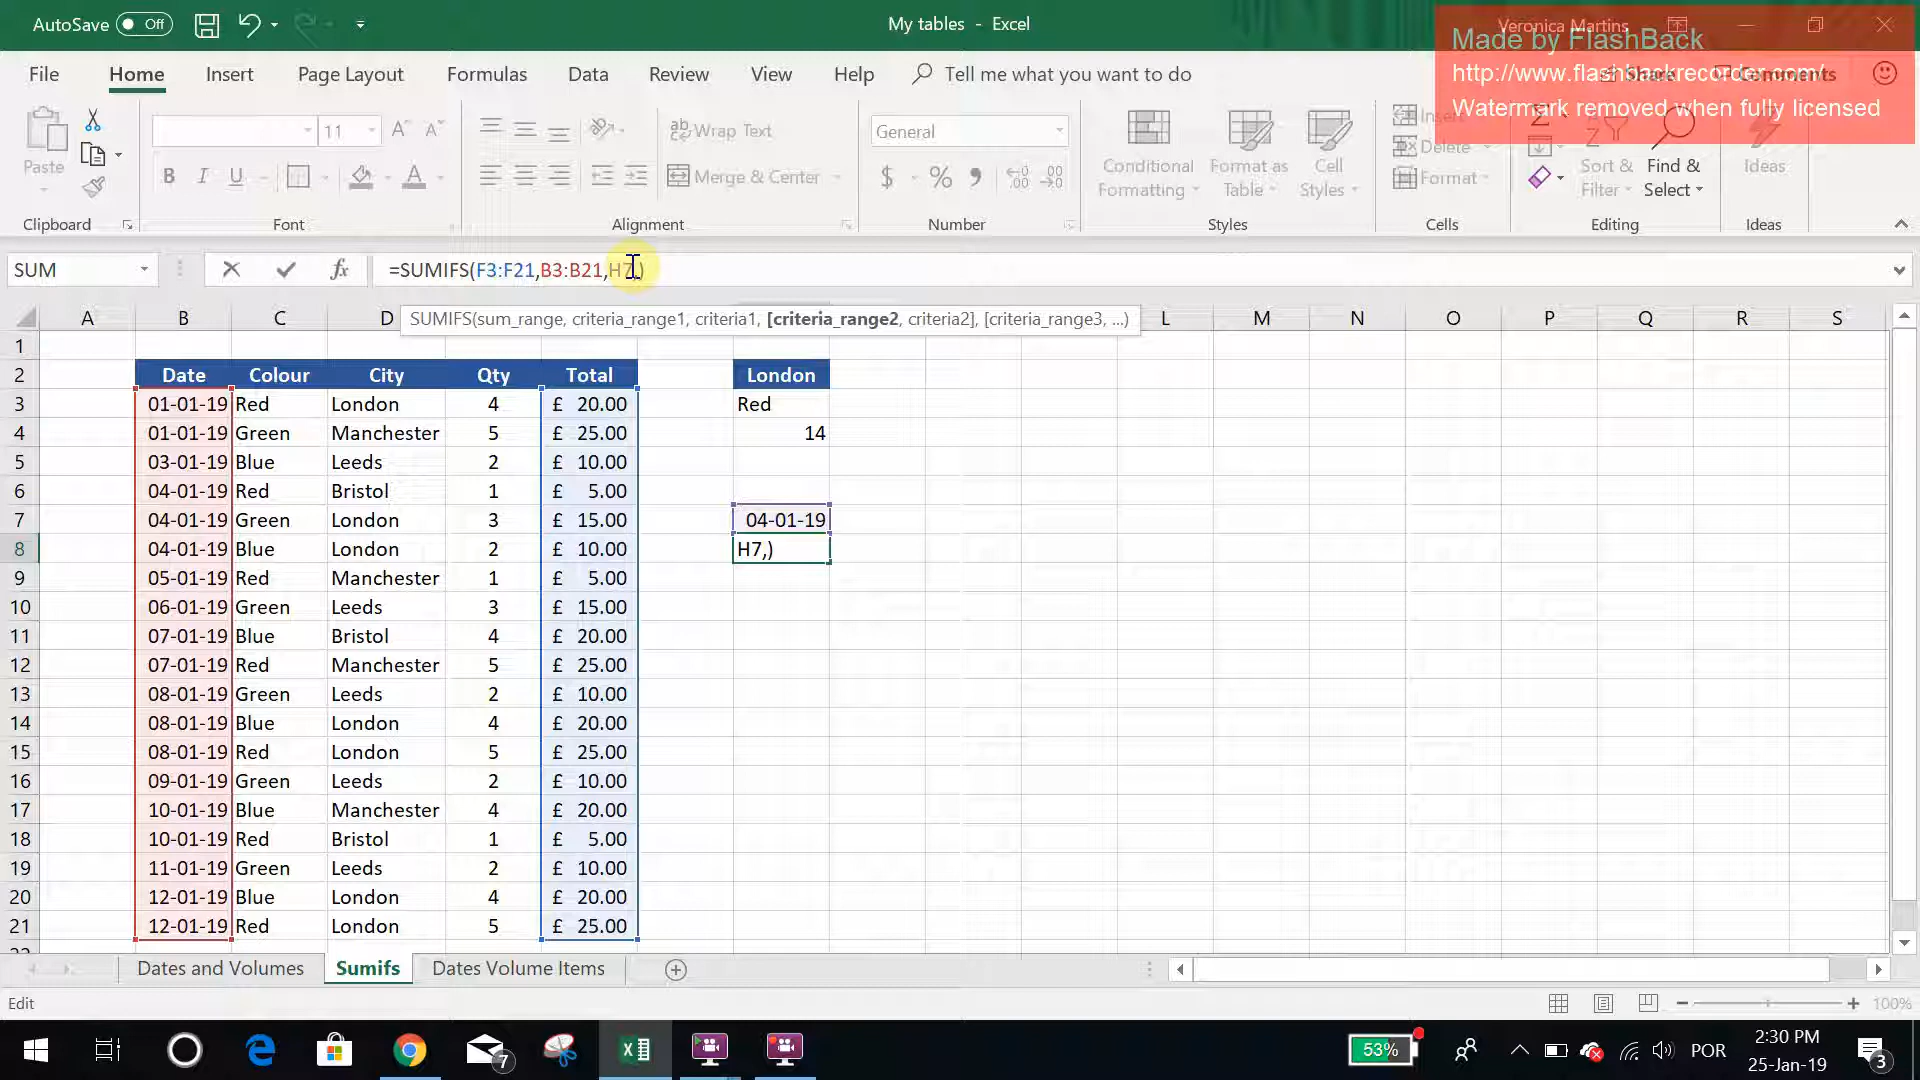 AutoSave Off
My tables - Excel
Veronica Martins
Made by FlashBack
http://www.flashbackrecorder.com/
Watermark removed when fully licensed
File Home Insert Page Layout Formulas Data Review View Help Tell me what you want to do Share Comments
Paste
11
Wrap Text
Merge & Center
General
Conditional Formatting
Format as Table
Cell Styles
Insert
Delete
Format
Sort & Filter
Find & Select
Ideas
Clipboard Font Alignment Number Styles Cells Editing Ideas
SUM fx =SUMIFS(F3:F21,B3:B21,H7,)
SUMIFS(sum_range, criteria_range1, criteria1, [criteria_range2, criteria2], [criteria_range3, ...)
A B C D L M N O P Q R S
1
2 Date Colour City Qty Total London
3 01-01-19 Red London 4 £ 20.00 Red
4 01-01-19 Green Manchester 5 £ 25.00 14
5 03-01-19 Blue Leeds 2 £ 10.00
6 04-01-19 Red Bristol 1 £ 5.00
7 04-01-19 Green London 3 £ 15.00 04-01-19
8 04-01-19 Blue London 2 £ 10.00 H7,)
9 05-01-19 Red Manchester 1 £ 5.00
10 06-01-19 Green Leeds 3 £ 15.00
11 07-01-19 Blue Bristol 4 £ 20.00
12 07-01-19 Red Manchester 5 £ 25.00
13 08-01-19 Green Leeds 2 £ 10.00
14 08-01-19 Blue London 4 £ 20.00
15 08-01-19 Red London 5 £ 25.00
16 09-01-19 Green Leeds 2 £ 10.00
17 10-01-19 Blue Manchester 4 £ 20.00
18 10-01-19 Red Bristol 1 £ 5.00
19 11-01-19 Green Leeds 2 £ 10.00
20 12-01-19 Blue London 4 £ 20.00
21 12-01-19 Red London 5 £ 25.00
Dates and Volumes Sumifs Dates Volume Items
Edit 100%
7
53%
POR
2:30 PM
25-Jan-19
3